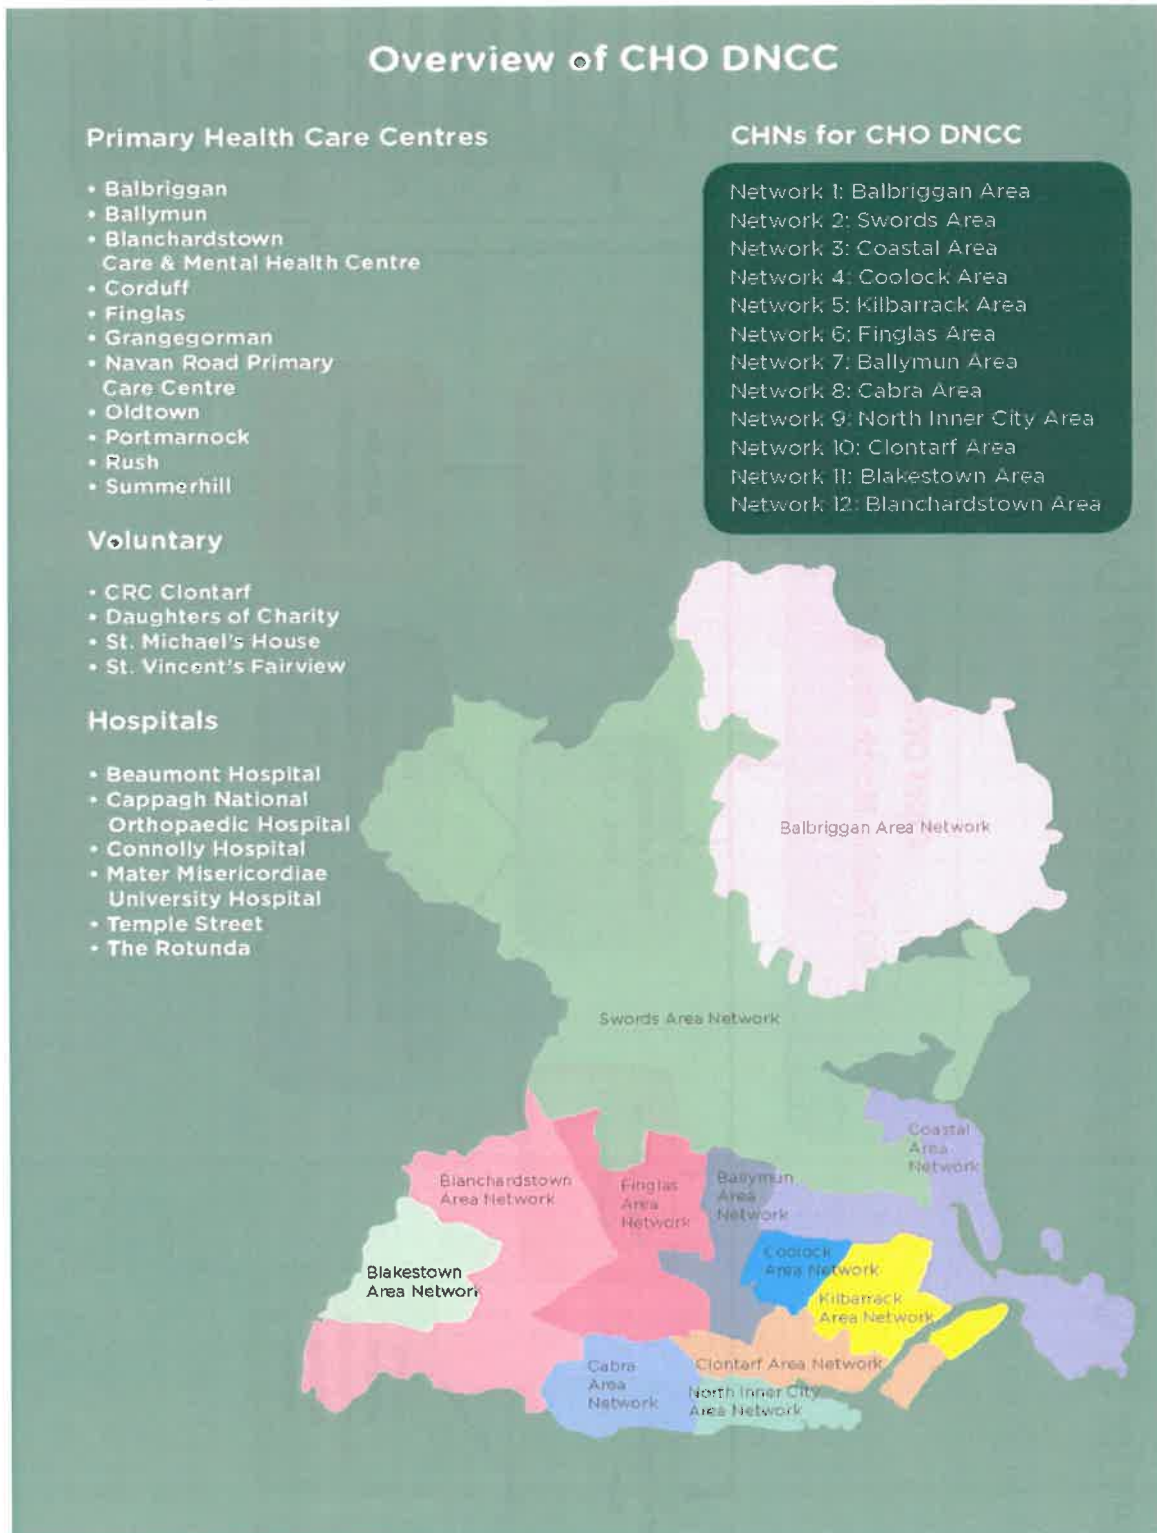 Overview of CHO DNCC
Primary Health Care Centres
• Balbriggan
• Ballymun
• Blanchardstown
Care & Mental Health Centre
• Corduff
• Finglas
• Grangegorman
• Navan Road Primary
Care Centre
• Oldtown
• Portmarnock
• Rush
• Summerhill
Voluntary
• CRC Clontarf
• Daughters of Charity
• St. Michael's House
• St. Vincent's Fairview
Hospitals
• Beaumont Hospital
• Cappagh National
Orthopaedic Hospital
• Connolly Hospital
• Mater Misericordiae
University Hospital
• Temple Street
• The Rotunda
CHNs for CHO DNCC
Network 1: Balbriggan Area
Network 2: Swords Area
Network 3: Coastal Area
Network 4: Coolock Area
Network 5: Kilbarrack Area
Network 6: Finglas Area
Network 7: Ballymun Area
Network 8: Cabra Area
Network 9: North Inner City Area
Network 10: Clontarf Area
Network 11: Blakestown Area
Network 12: Blanchardstown Area
Balbriggan Area Network
Swords Area Network
Coastal
Area
Network
Blanchardstown
Area Network
Finglas
Area
Network
Ballymun
Area
Network
Blakestown
Area Network
Coolock
Area Network
Kilbarrack
Area Network
Cabra
Area
Network
Clontarf Area Network
North Inner City
Area Network